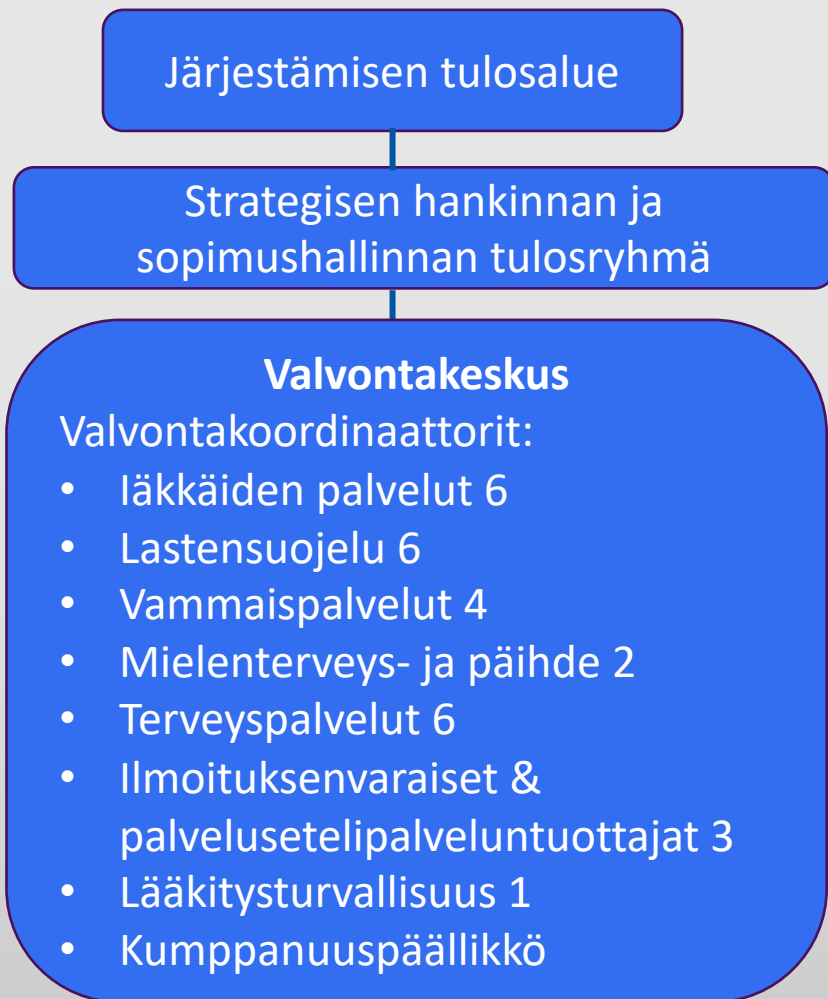 Järjestämisen tulosalue
Strategisen hankinnan ja
sopimushallinnan tulosryhmä
Valvontakeskus
Valvontakoordinaattorit:
• Iäkkäiden palvelut 6
• Lastensuojelu 6
• Vammaispalvelut 4
• Mielenterveys- ja päihde 2
• Terveyspalvelut 6
• Ilmoituksenvaraiset &
palvelusetelipalveluntuottajat 3
• Lääkitysturvallisuus 1
• Kumppanuuspäällikkö